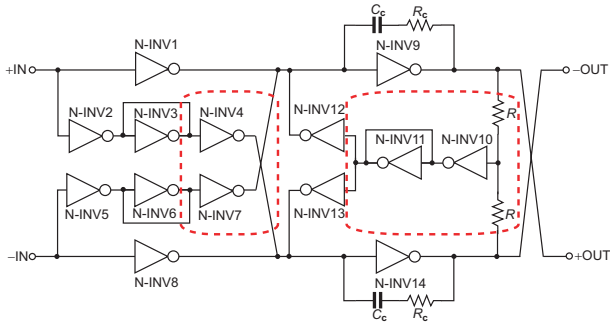 Cc Rc
N-INV1
N-INV9
+IN
−OUT
N-INV2 N-INV3 N-INV4
N-INV12
R
N-INV11 N-INV10
N-INV5 N-INV6 N-INV7
N-INV13
R
−IN
+OUT
N-INV8
N-INV14
Cc Rc